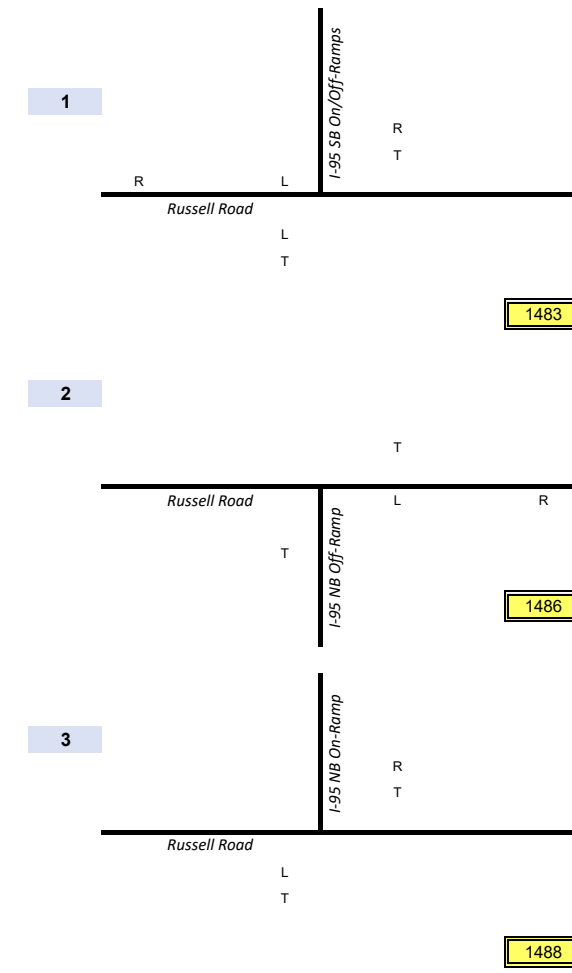 1
I-95 SB On/Off-Ramps
R
T
R L
Russell Road
L
T
1483
2
T
Russell Road
L R
I-95 NB Off-Ramp
T
1486
3
I-95 NB On-Ramp
R
T
Russell Road
L
T
1488